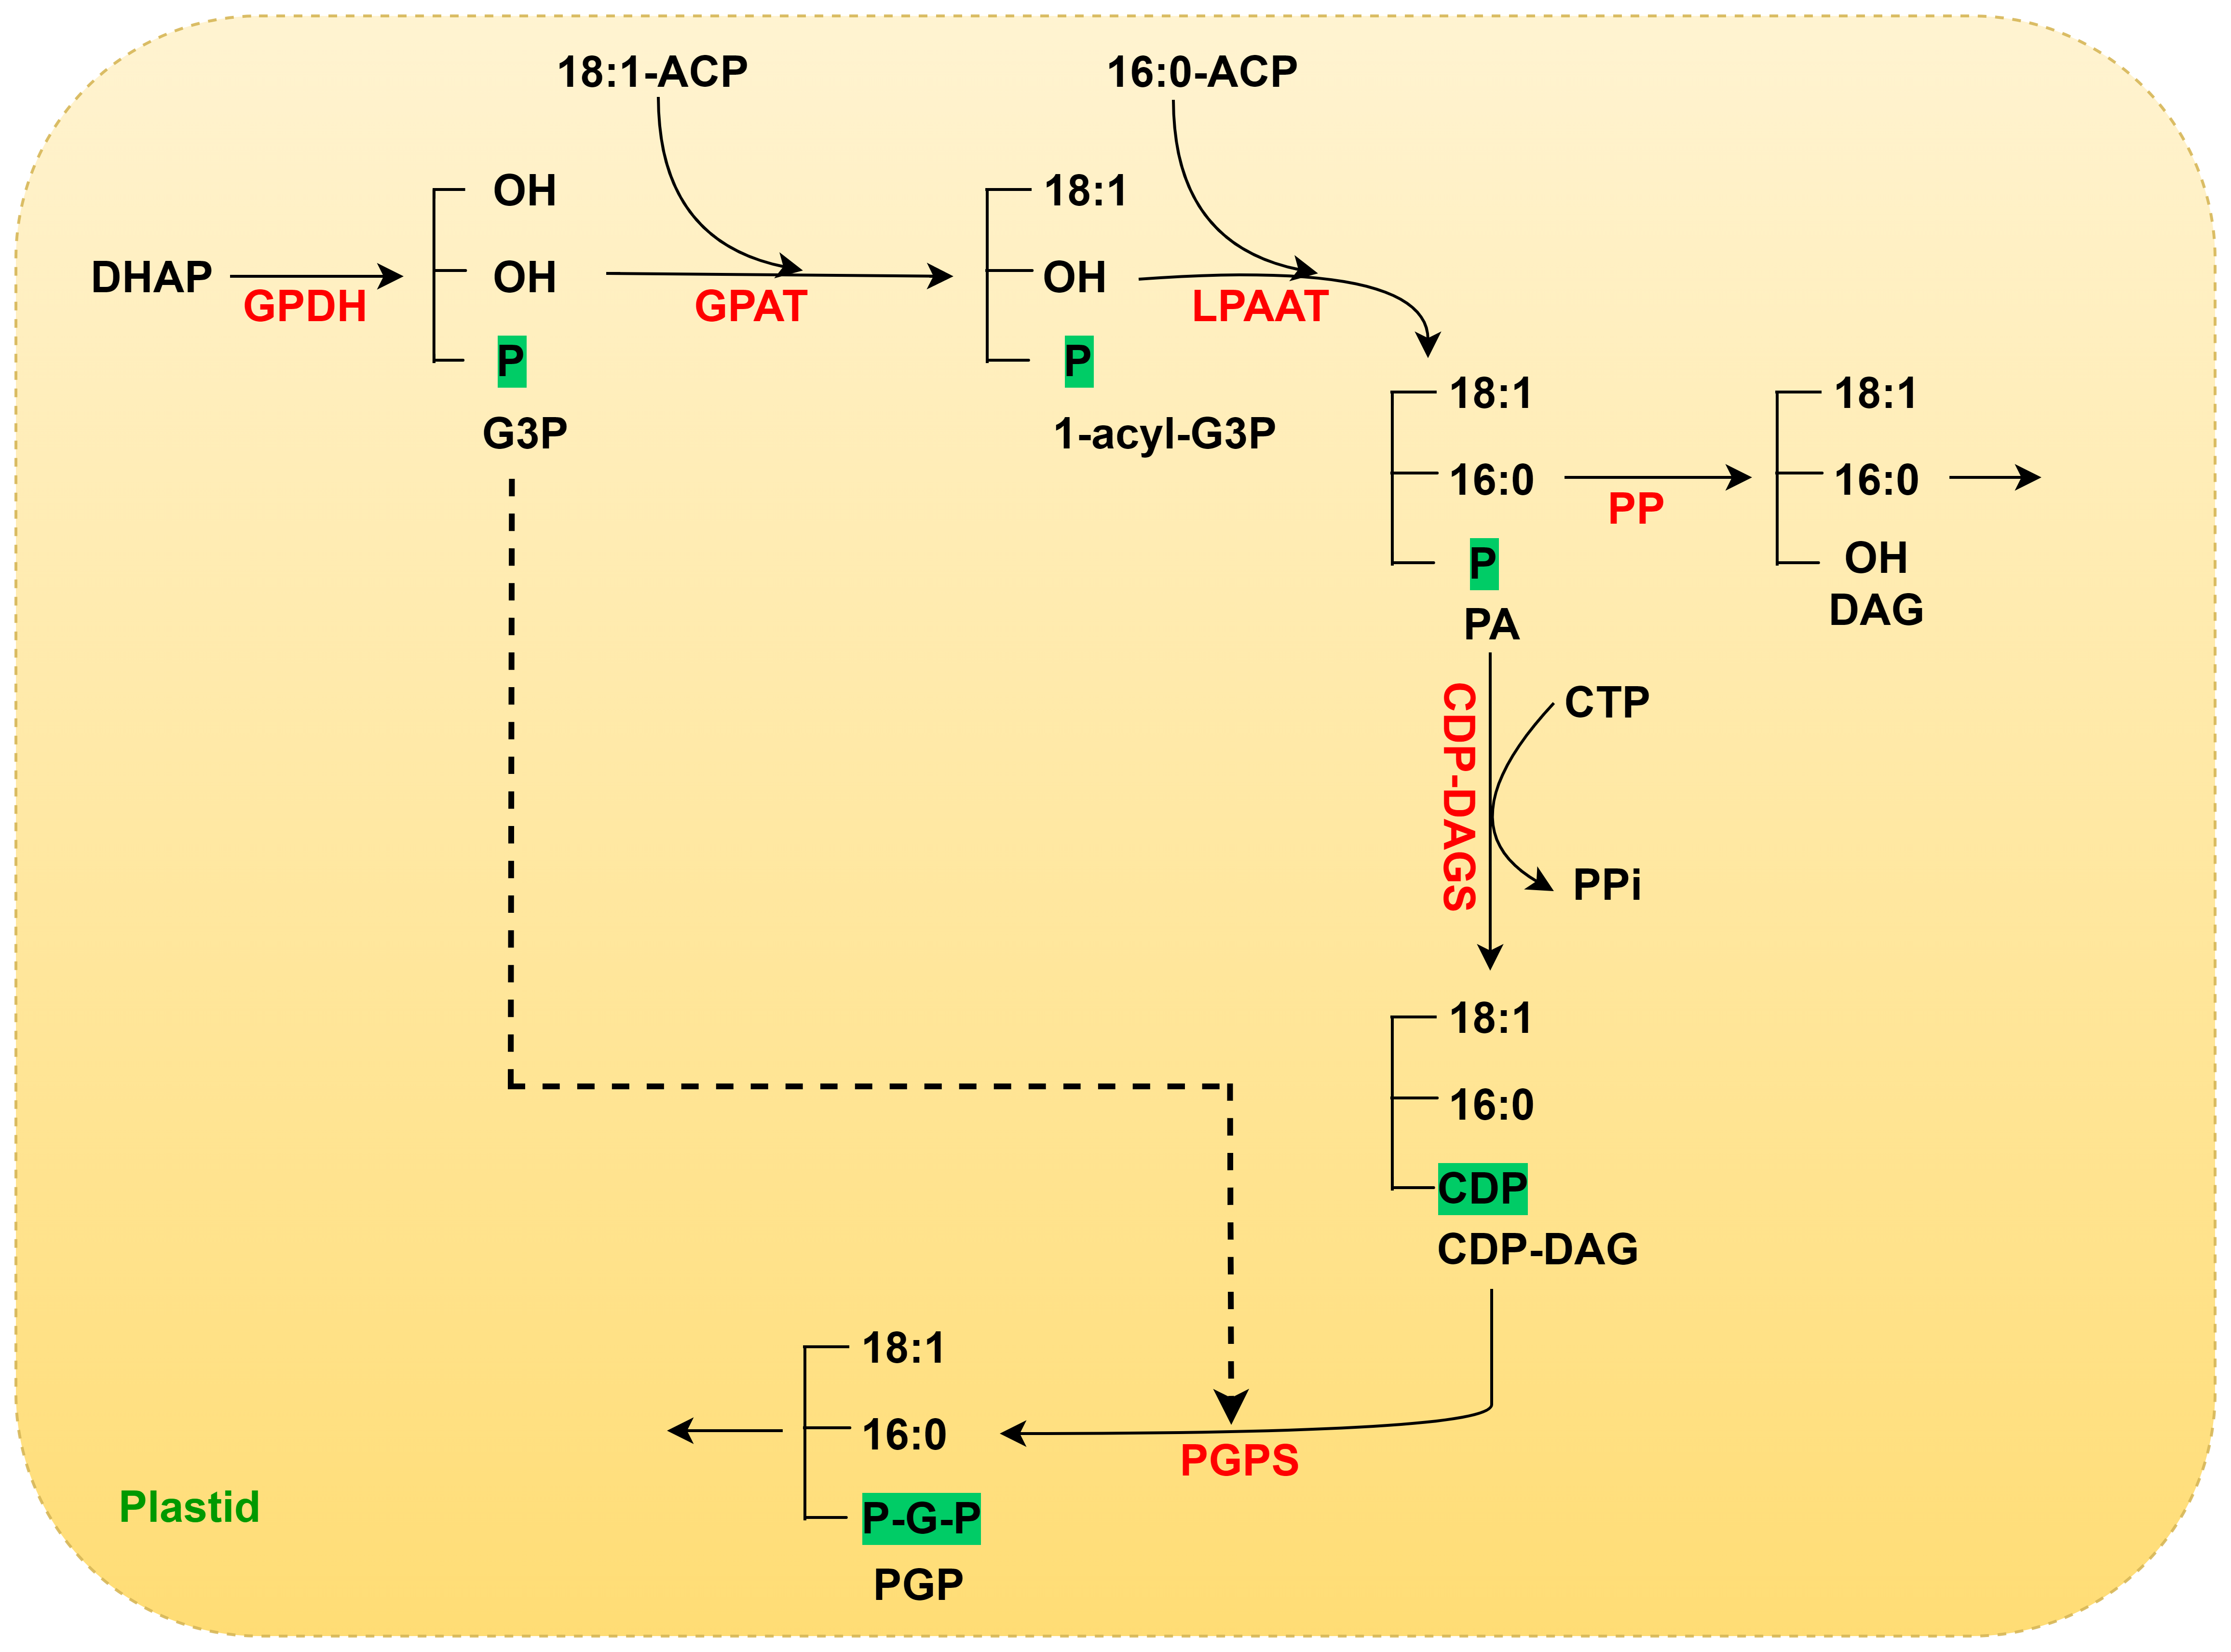 18:1-ACP
16:0-ACP
DHAP
GPDH
OH
OH
P
G3P
GPAT
18:1
OH
P
1-acyl-G3P
LPAAT
18:1
16:0
P
PA
PP
18:1
16:0
OH
DAG
CDP-DAGS
CTP
PPi
18:1
16:0
CDP
CDP-DAG
PGPS
18:1
16:0
P-G-P
PGP
Plastid